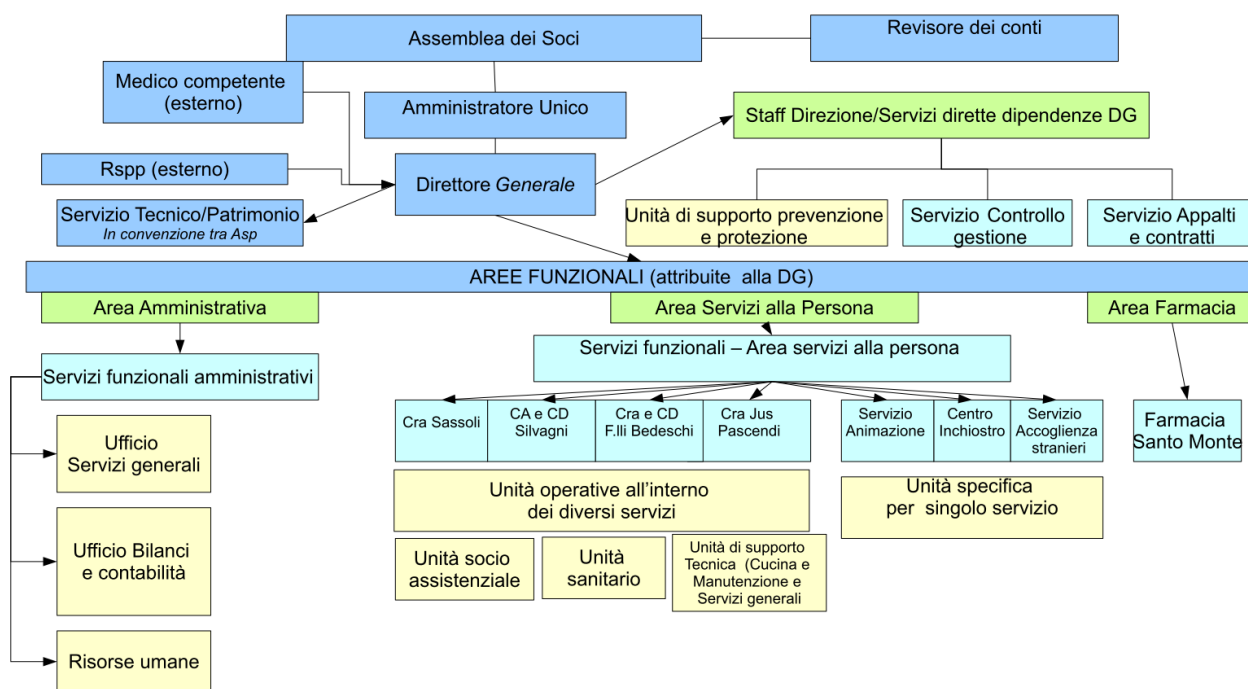 Assemblea dei Soci
Revisore dei conti
Medico competente
(esterno)
Amministratore Unico
Staff Direzione/Servizi dirette dipendenze DG
Rspp (esterno)
Direttore Generale
Servizio Tecnico/Patrimonio
In convenzione tra Asp
Unità di supporto prevenzione
e protezione
Servizio Controllo
gestione
Servizio Appalti
e contratti
AREE FUNZIONALI (attribuite alla DG)
Area Amministrativa
Area Servizi alla Persona
Area Farmacia
Servizi funzionali – Area servizi alla persona
Servizi funzionali amministrativi
Cra Sassoli
CA e CD
Silvagni
Cra e CD
F.lli Bedeschi
Cra Jus
Pascendi
Servizio
Animazione
Centro
Inchiostro
Servizio
Accoglienza
stranieri
Farmacia
Santo Monte
Ufficio
Servizi generali
Unità operative all'interno
dei diversi servizi
Unità specifica
per singolo servizio
Ufficio Bilanci
e contabilità
Unità socio
assistenziale
Unità
sanitario
Unità di supporto
Tecnica (Cucina e
Manutenzione e
Servizi generali
Risorse umane